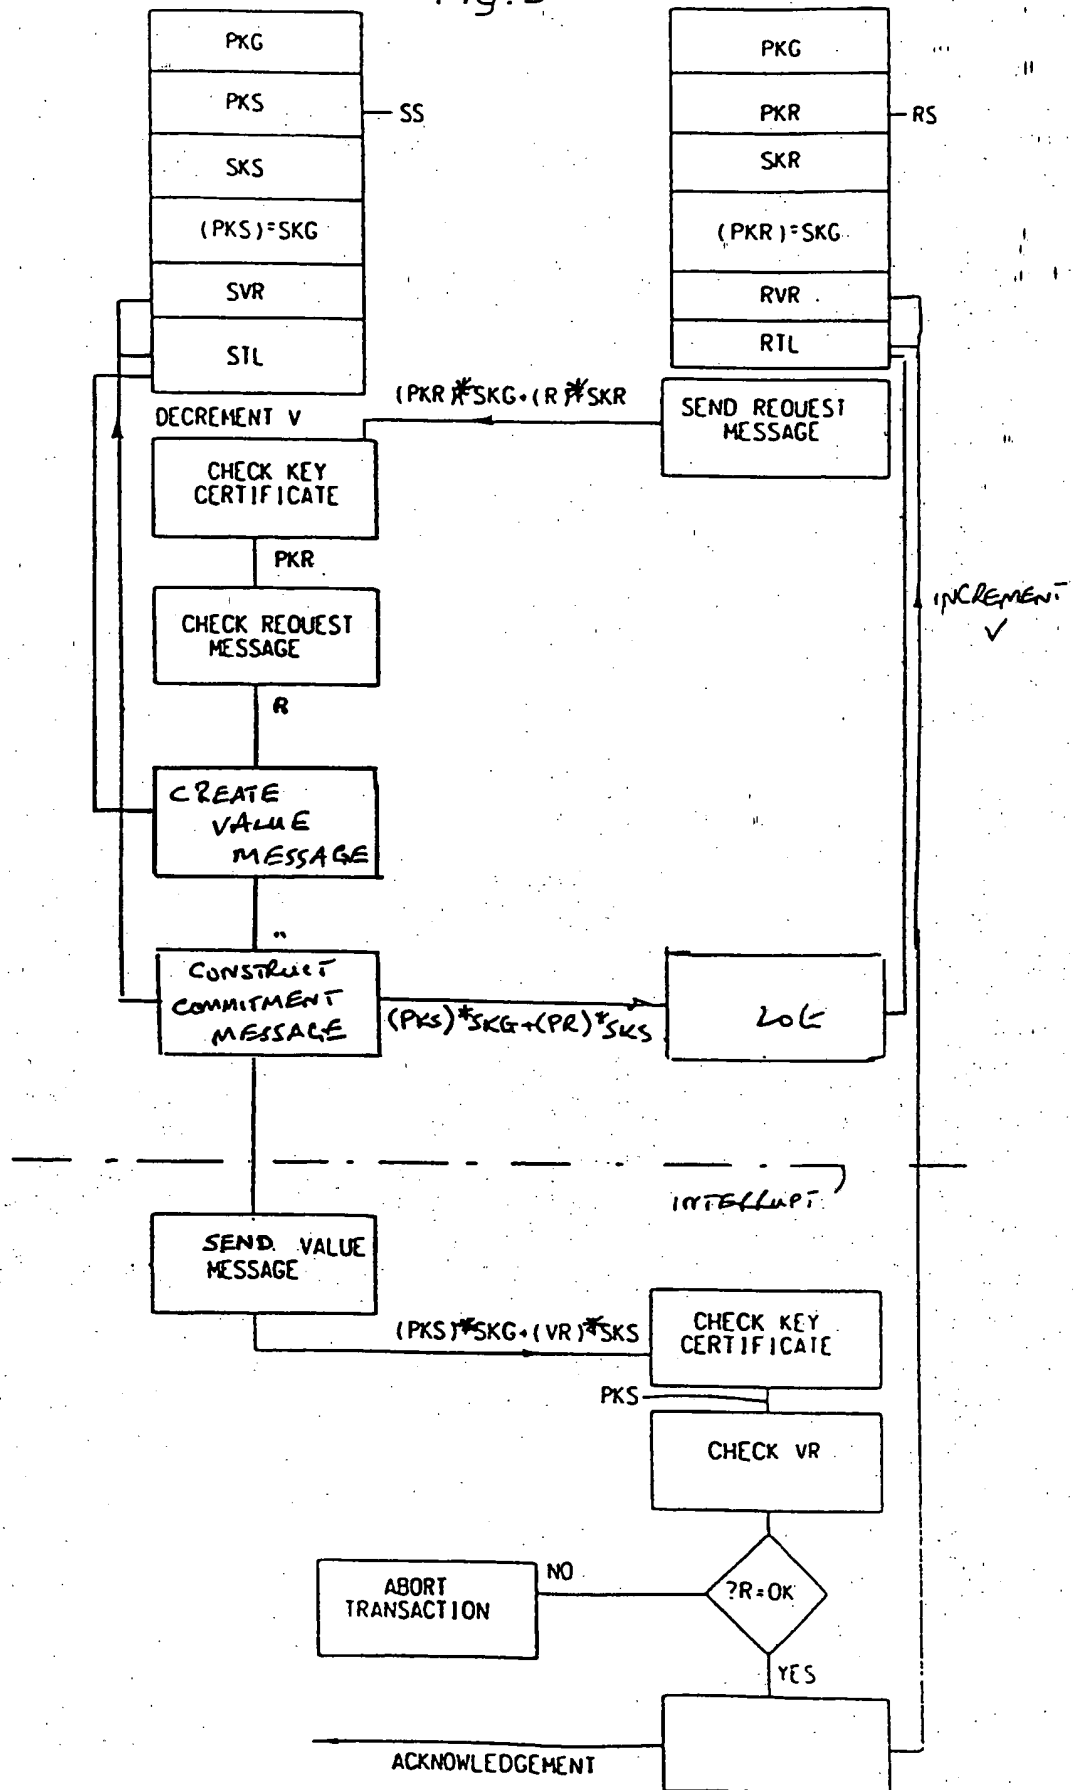 PKG
PKS
SS
SKS
(PKS)=SKG
SVR
STL
PKG
PKR
RS
SKR
(PKR)=SKG
RVR
RTL
DECREMENT V
(PKR)*SKG+(R)*SKR
SEND REQUEST
MESSAGE
CHECK KEY
CERTIFICATE
PKR
CHECK REQUEST
MESSAGE
R
INCREMENT
V
CREATE
VALUE
MESSAGE
CONSTRUCT
COMMITMENT
MESSAGE
(PKS)*SKG+(PR)*SKS
INTERRUPT
SEND VALUE
MESSAGE
(PKS)*SKG+(VR)*SKS
CHECK KEY
CERTIFICATE
PKS
CHECK VR
?R=OK
NO
ABORT
TRANSACTION
YES
ACKNOWLEDGEMENT